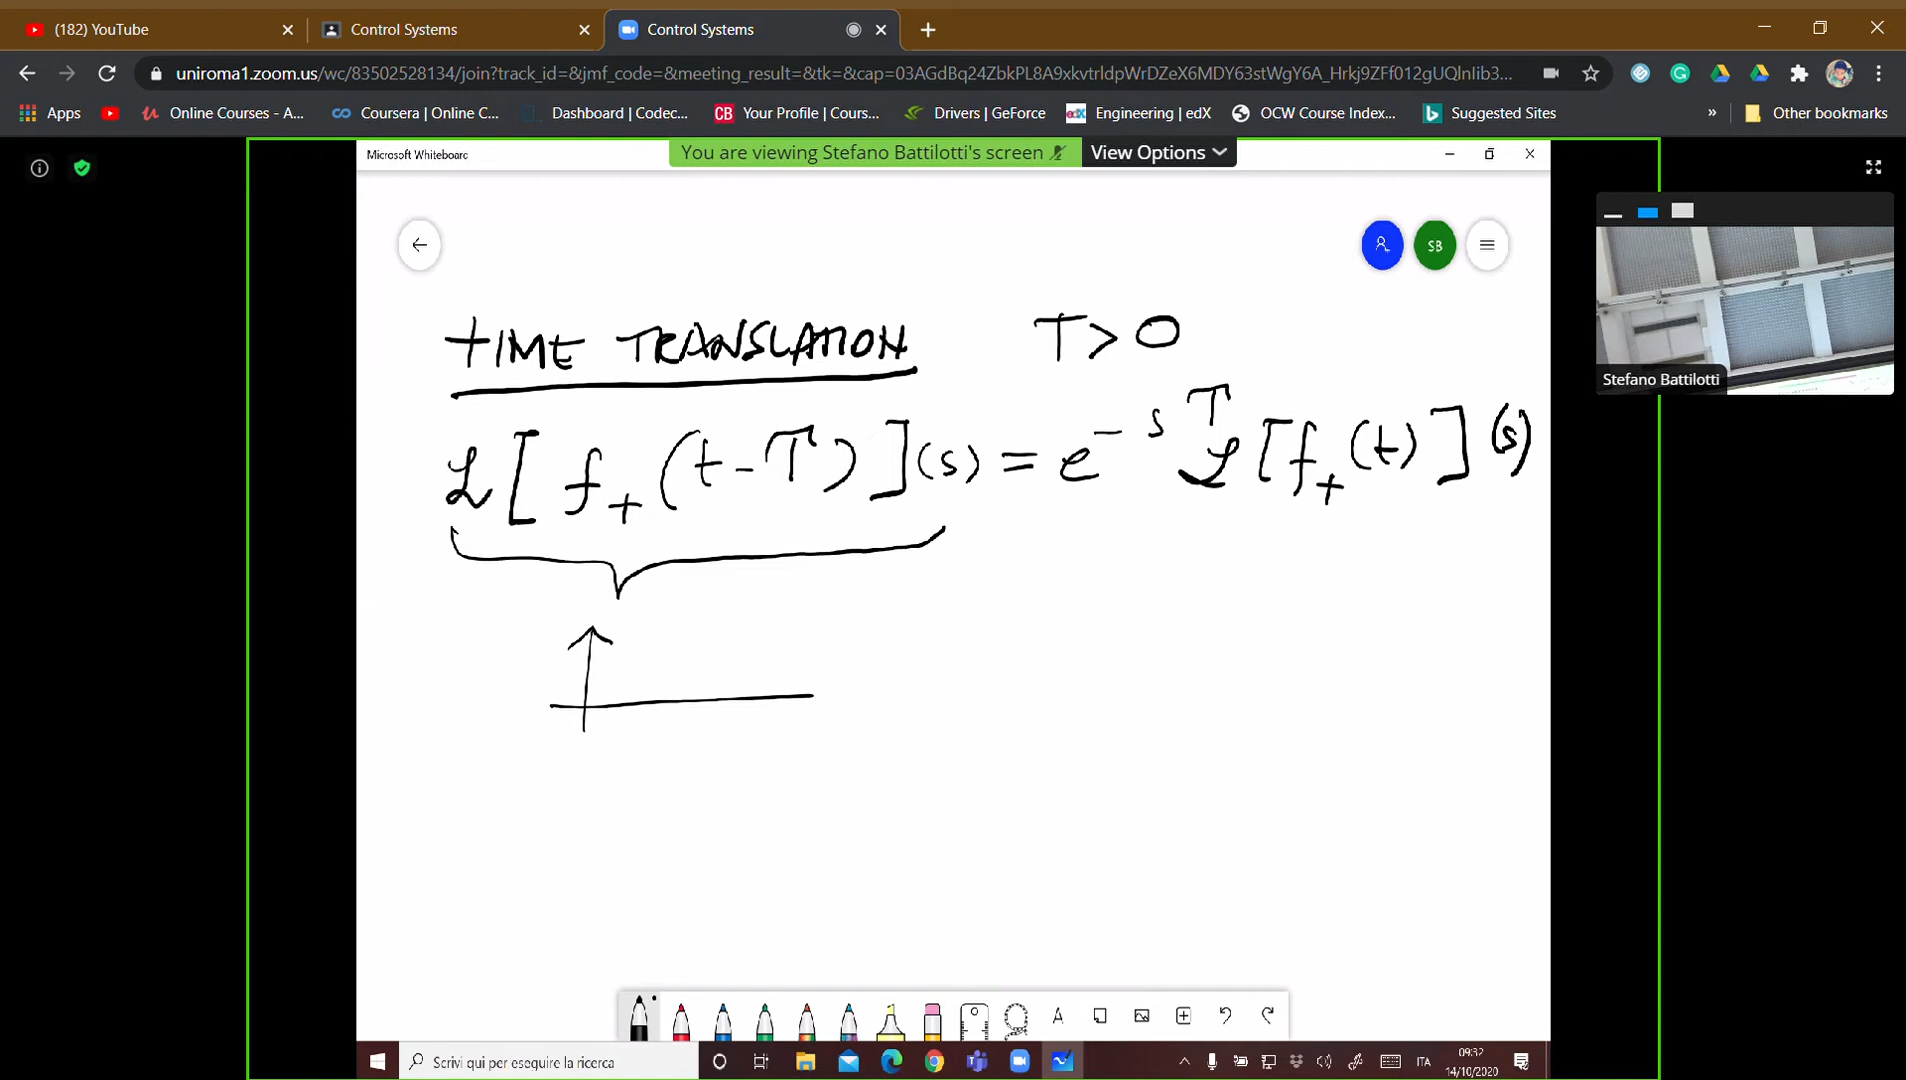 (182) YouTube
Control Systems
Control Systems
uniroma1.zoom.us/wc/83502528134/join?track_id=&jmf_code=&meeting_result=&tk=&cap=03AGdBq24ZbkPL8A9xkvtrldpWrDZeX6MDY63stWgY6A_Hrkj9ZFf012gUQlnIib3...
Apps
Online Courses - A...
Coursera | Online C...
Dashboard | Codec...
CB Your Profile | Cours...
Drivers | GeForce
edX Engineering | edX
OCW Course Index...
Suggested Sites
»
Other bookmarks
Microsoft Whiteboard
You are viewing Stefano Battilotti's screen
View Options
SB
Stefano Battilotti
TIME TRANSLATION T > 0
ℒ[f₊(t-T)](s) = e^{-sT} ℒ[f₊(t)](s)
Scrivi qui per eseguire la ricerca
ITA
09:32
14/10/2020